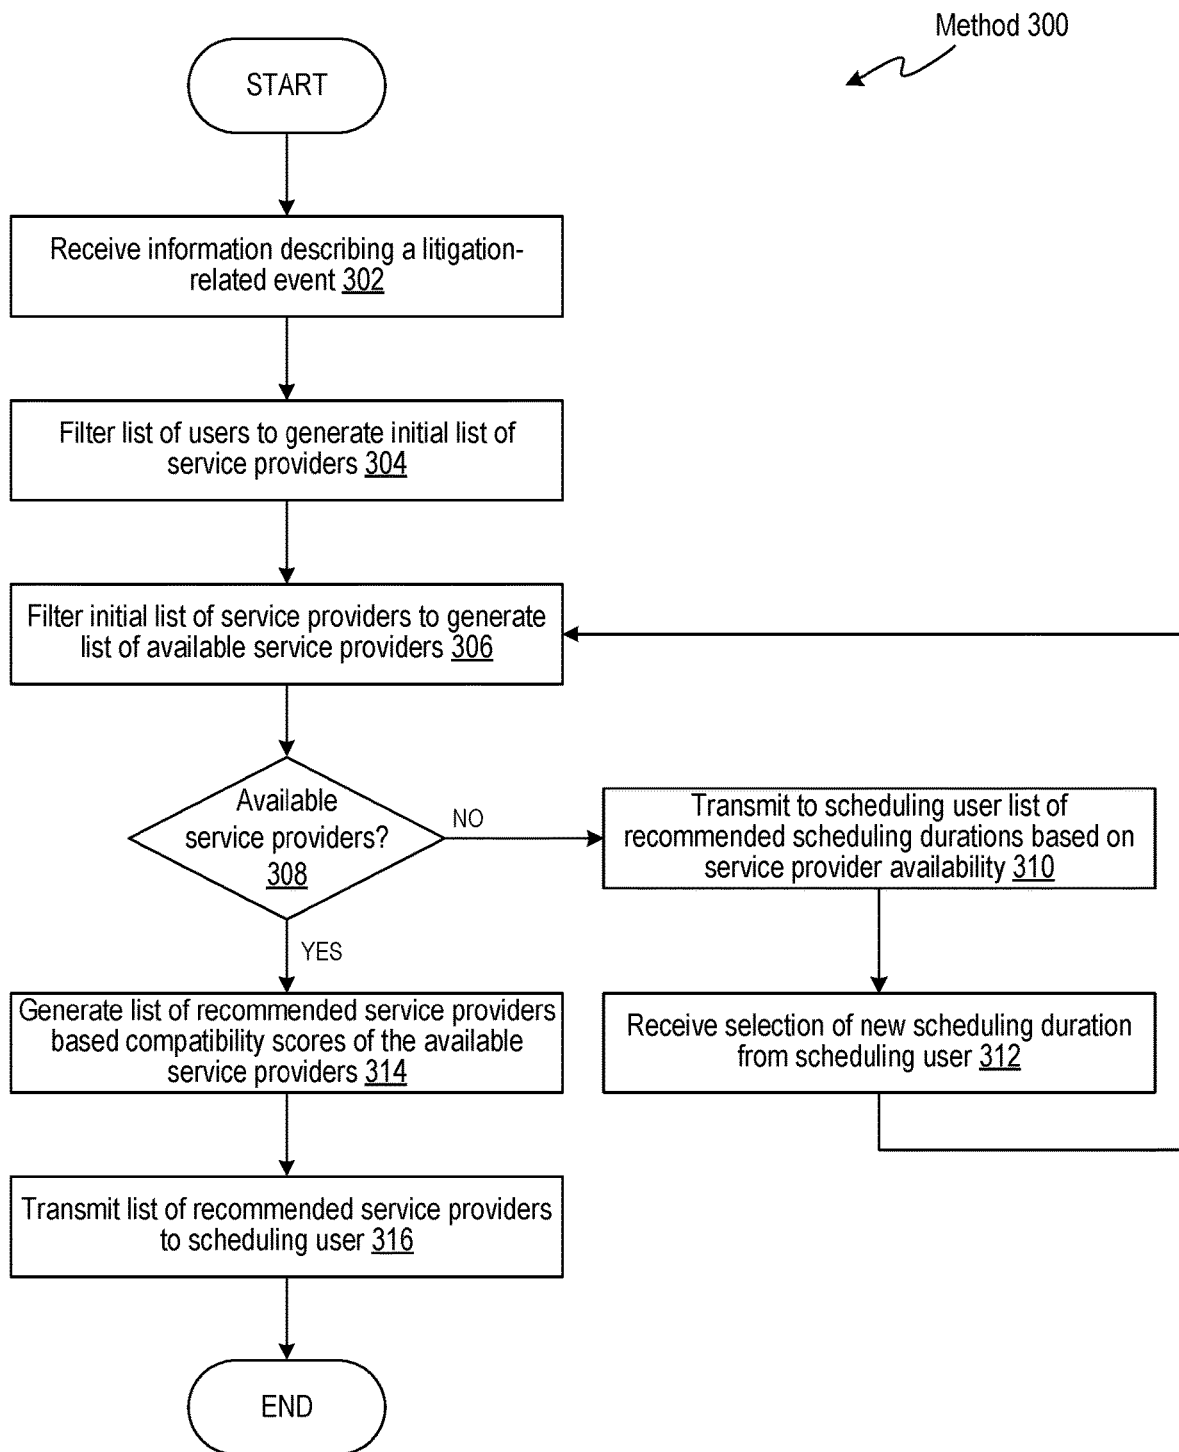 Method 300
START
Receive information describing a litigation-
related event 302
Filter list of users to generate initial list of
service providers 304
Filter initial list of service providers to generate
list of available service providers 306
Available
service providers?
308
NO
Transmit to scheduling user list of
recommended scheduling durations based on
service provider availability 310
YES
Generate list of recommended service providers
based compatibility scores of the available
service providers 314
Receive selection of new scheduling duration
from scheduling user 312
Transmit list of recommended service providers
to scheduling user 316
END